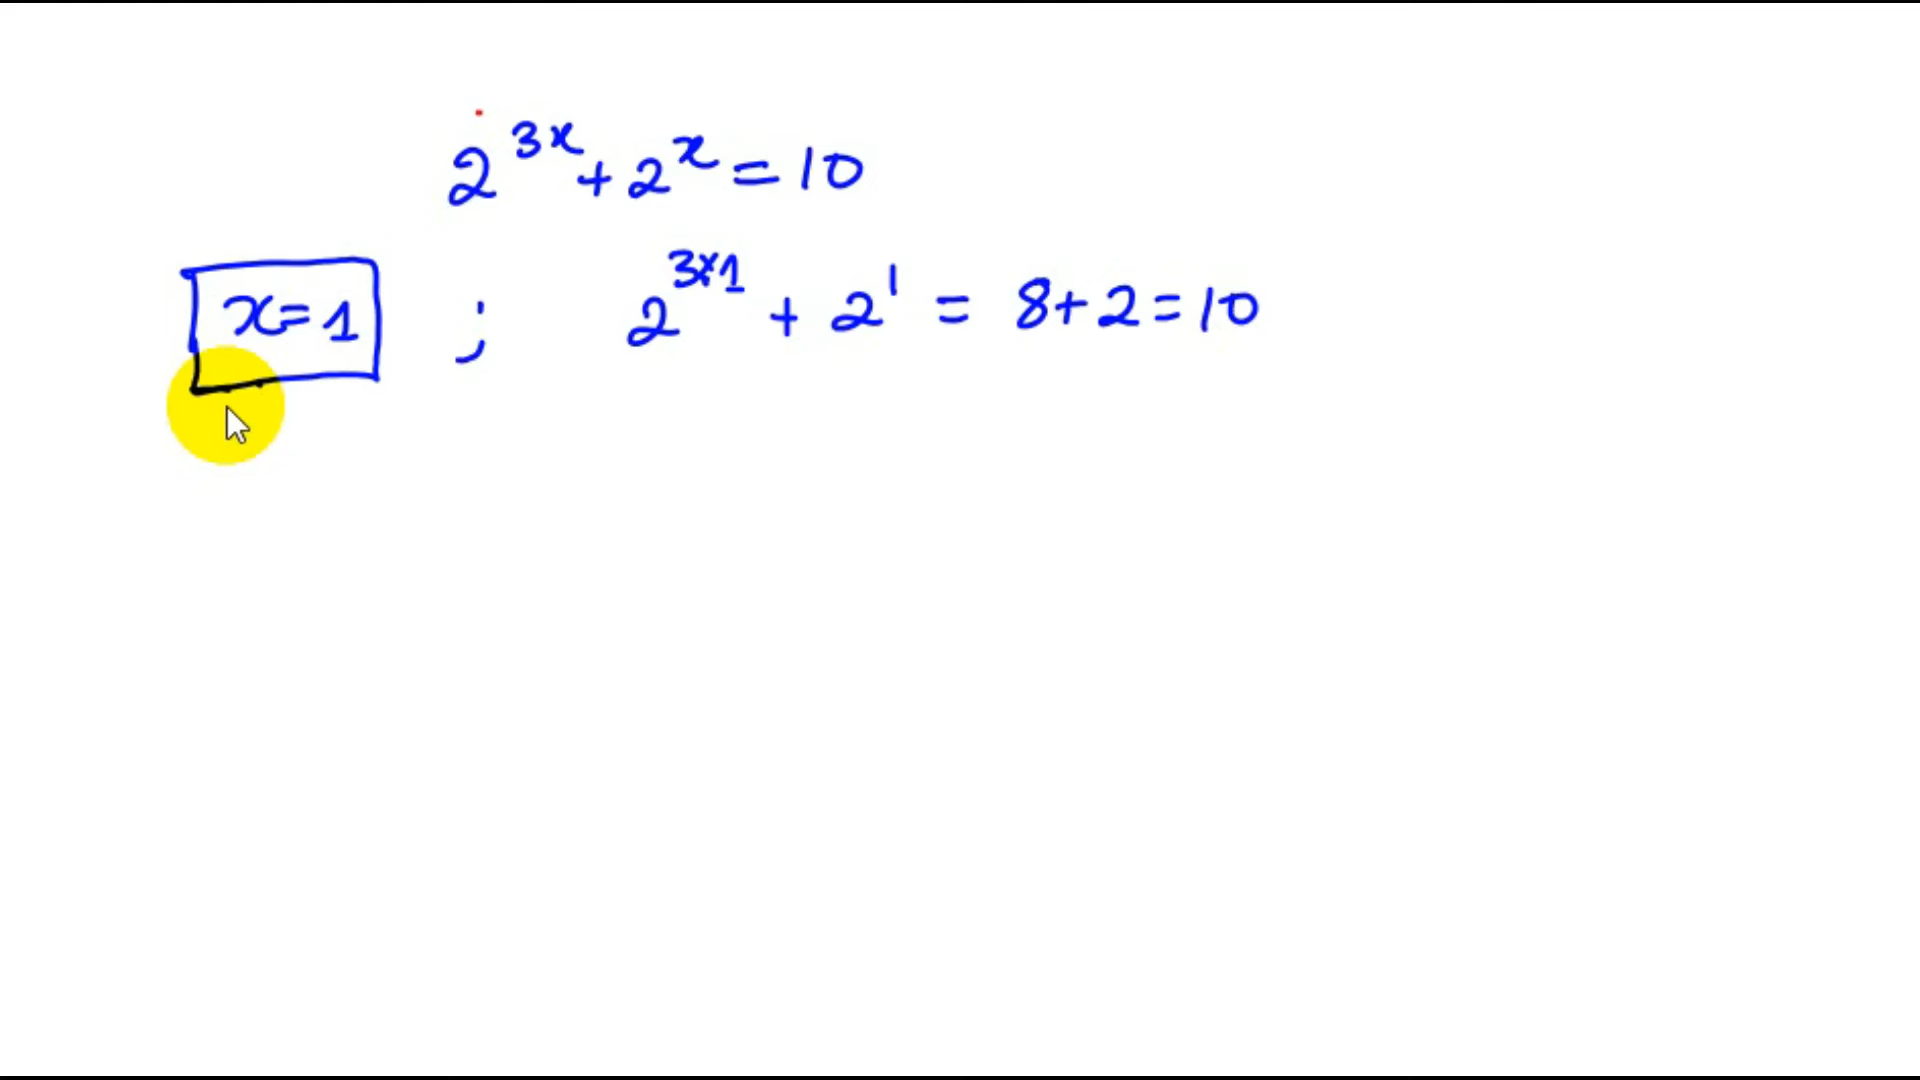 2^{3x} + 2^x = 10
x = 1 ; 2^{3×1} + 2^1 = 8 + 2 = 10